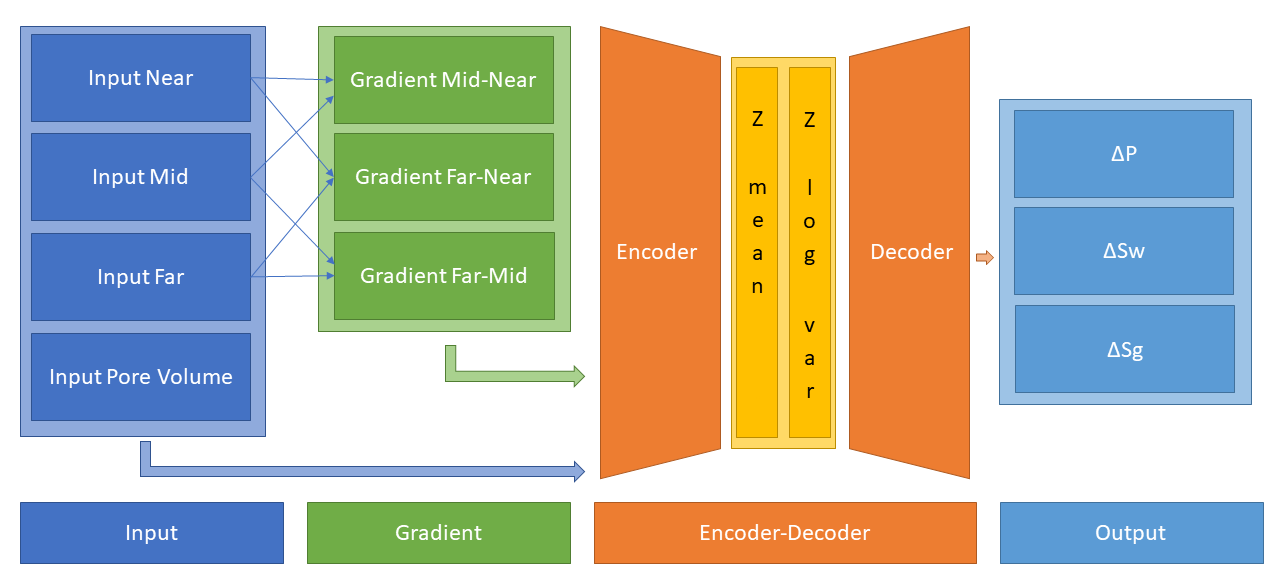 Input Near
Input Mid
Input Far
Input Pore Volume
Gradient Mid-Near
Gradient Far-Near
Gradient Far-Mid
Encoder
Z mean
Z log var
Decoder
ΔP
ΔSw
ΔSg
Input
Gradient
Encoder-Decoder
Output